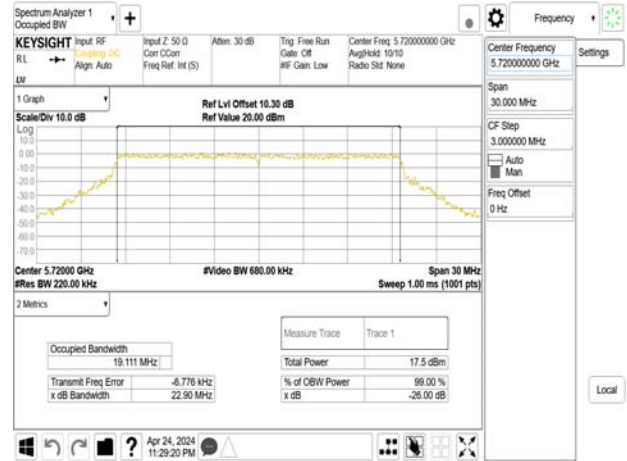 Spectrum Analyzer 1
Occupied BW
Frequency
KEYSIGHT
Input: RF
Input Z: 50 Ω
Atten: 30 dB
Trig: Free Run
Center Freq: 5.720000000 GHz
RL
Coupling: DC
Corr CCorr
Gate: Off
Avg|Hold: 10/10
Align: Auto
Freq Ref: Int (S)
#IF Gain: Low
Radio Std: None
Center Frequency
5.720000000 GHz
Settings
Span
30.000 MHz
CF Step
3.000000 MHz
Auto
Man
Freq Offset
0 Hz
Local
1 Graph
Ref Lvl Offset 10.30 dB
Scale/Div 10.0 dB
Ref Value 20.00 dBm
Log
10.0
0.00
-10.0
-20.0
-30.0
-40.0
-50.0
-60.0
-70.0
Center 5.72000 GHz
#Video BW 680.00 kHz
Span 30 MHz
#Res BW 220.00 kHz
Sweep 1.00 ms (1001 pts)
2 Metrics
Measure Trace
Trace 1
Occupied Bandwidth
19.111 MHz
Total Power
17.5 dBm
Transmit Freq Error
-6.776 kHz
% of OBW Power
99.00 %
x dB Bandwidth
22.90 MHz
x dB
-26.00 dB
?
Apr 24, 2024
11:29:20 PM